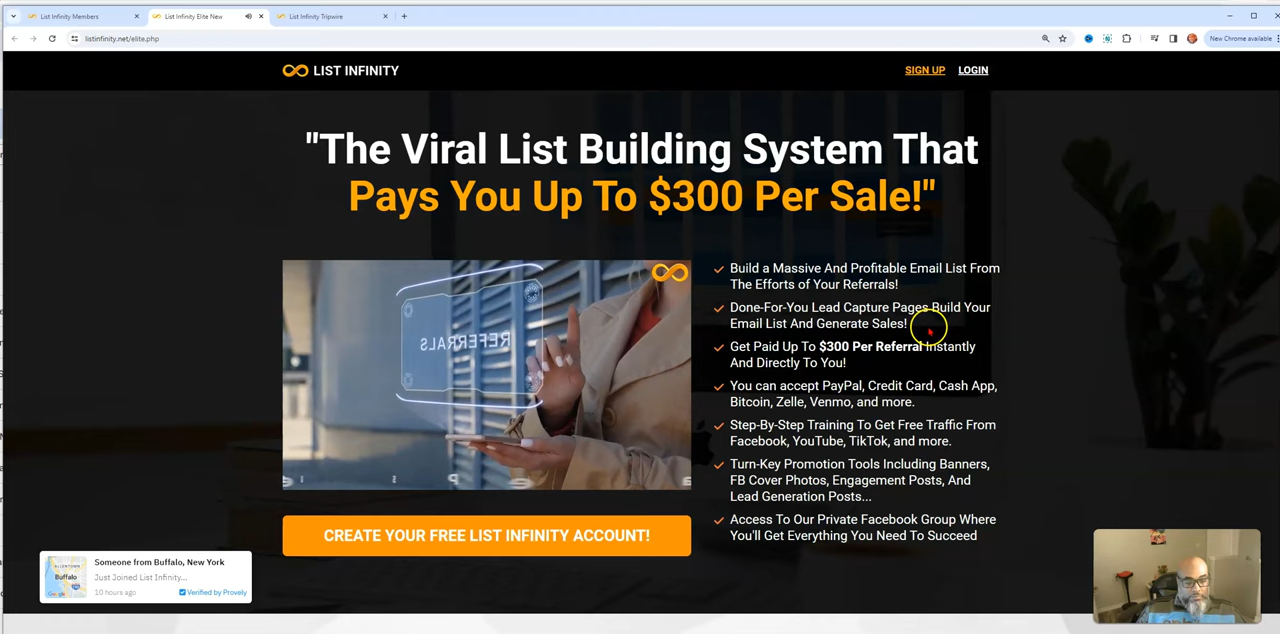 List Infinity Members
List Infinity Elite New
List Infinity Tripwire
listinfinity.net/elite.php
New Chrome available
LIST INFINITY
SIGN UP
LOGIN
"The Viral List Building System That
Pays You Up To $300 Per Sale!"
REFERRALS
Build a Massive And Profitable Email List From
The Efforts of Your Referrals!
Done-For-You Lead Capture Pages Build Your
Email List And Generate Sales!
Get Paid Up To $300 Per Referral Instantly
And Directly To You!
You can accept PayPal, Credit Card, Cash App,
Bitcoin, Zelle, Venmo, and more.
Step-By-Step Training To Get Free Traffic From
Facebook, YouTube, TikTok, and more.
Turn-Key Promotion Tools Including Banners,
FB Cover Photos, Engagement Posts, And
Lead Generation Posts...
Access To Our Private Facebook Group Where
You'll Get Everything You Need To Succeed
CREATE YOUR FREE LIST INFINITY ACCOUNT!
ALLENTOWN
Buffalo
Google
Someone from Buffalo, New York
Just Joined List Infinity...
10 hours ago
Verified by Provely